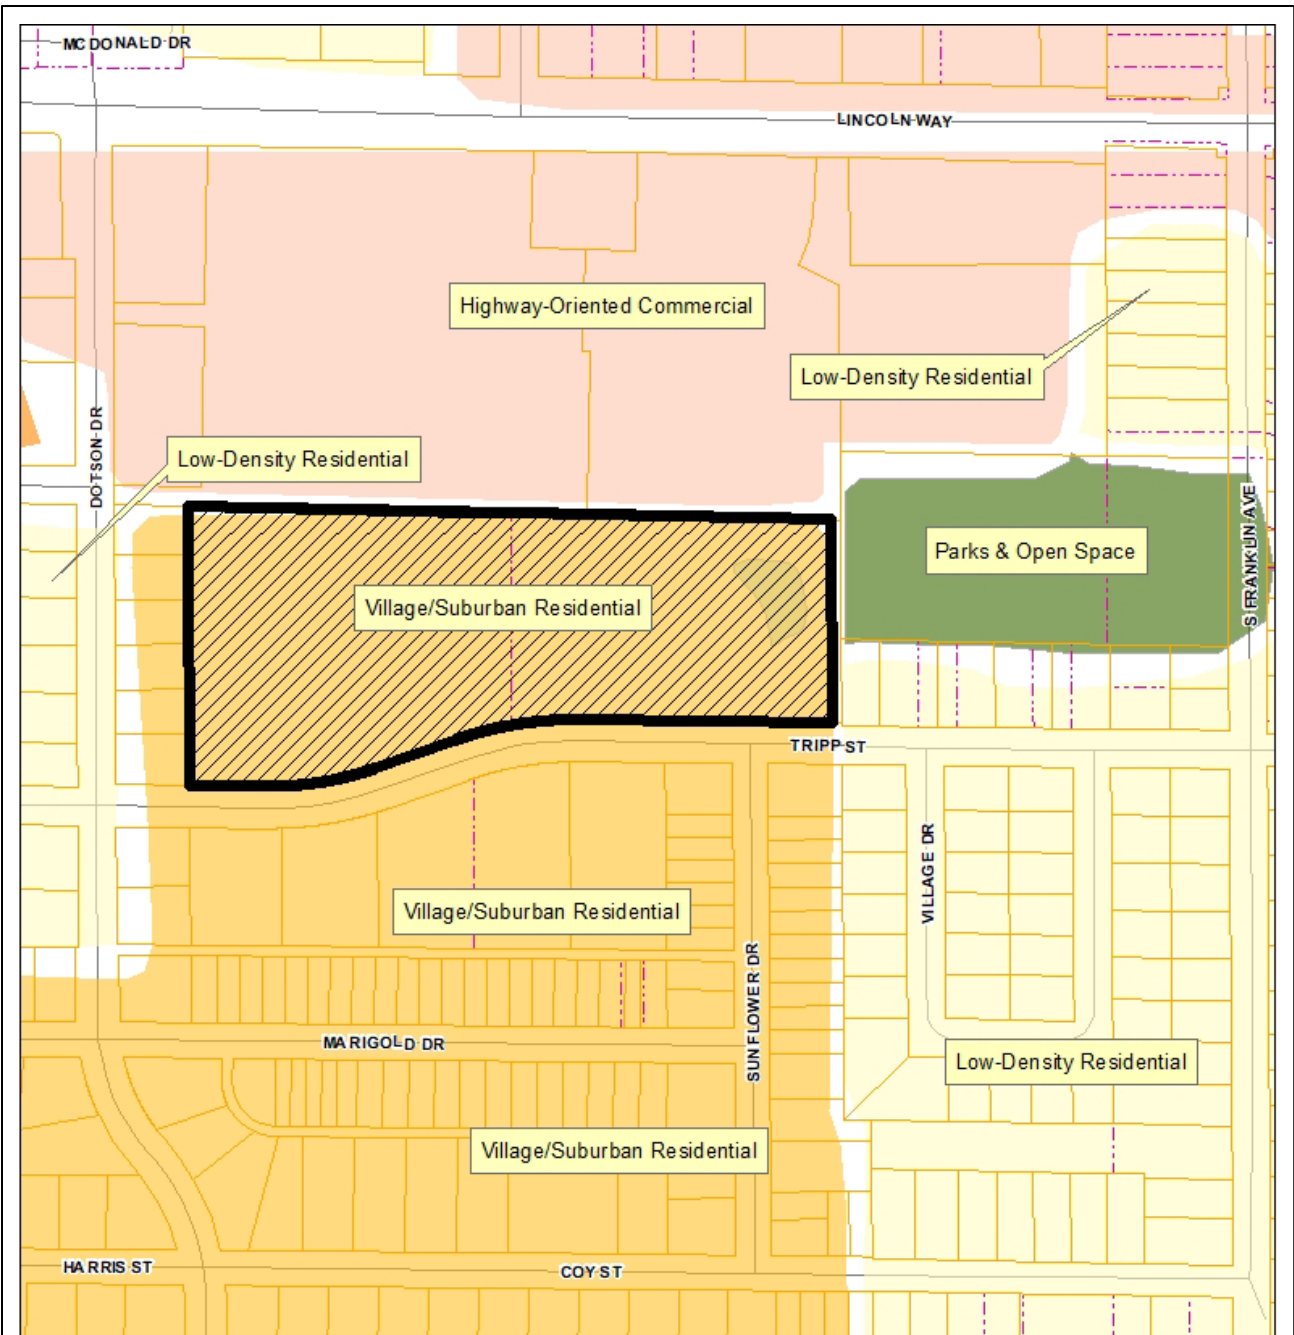 MCDONALD DR
LINCOLN WAY
Highway-Oriented Commercial
Low-Density Residential
DOTSON DR
Low-Density Residential
S FRANKLIN AVE
Parks & Open Space
Village/Suburban Residential
TRIPP ST
VILLAGE DR
Village/Suburban Residential
SUNFLOWER DR
MARIGOLD DR
Low-Density Residential
Village/Suburban Residential
HARRIS ST
COY ST